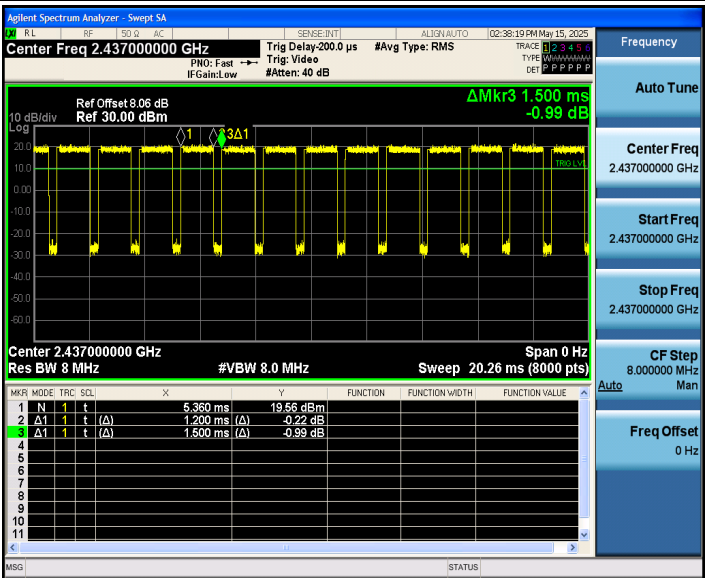 Agilent Spectrum Analyzer - Swept SA
LXI RL RF 50 Ω AC SENSE:INT ALIGN AUTO 02:38:19 PM May 15, 2025
Center Freq 2.437000000 GHz
PNO: Fast
IFGain:Low
Trig Delay-200.0 µs
Trig: Video
#Atten: 40 dB
#Avg Type: RMS
TRACE 1 2 3 4 5 6
TYPE W
DET P P P P P P
Frequency
Auto Tune
Center Freq
2.437000000 GHz
Start Freq
2.437000000 GHz
Stop Freq
2.437000000 GHz
CF Step
8.000000 MHz
Auto Man
Freq Offset
0 Hz
ΔMkr3 1.500 ms
-0.99 dB
Ref Offset 8.06 dB
10 dB/div Ref 30.00 dBm
Log
1 3Δ1
20.0
10.0
TRIG LVL
0.00
-10.0
-20.0
-30.0
-40.0
-50.0
-60.0
Center 2.437000000 GHz Span 0 Hz
Res BW 8 MHz #VBW 8.0 MHz Sweep 20.26 ms (8000 pts)
MKR MODE TRC SCL X Y FUNCTION FUNCTION WIDTH FUNCTION VALUE
1 N 1 t 5.360 ms 19.56 dBm
2 Δ1 1 t (Δ) 1.200 ms (Δ) -0.22 dB
3 Δ1 1 t (Δ) 1.500 ms (Δ) -0.99 dB
4
5
6
7
8
9
10
11
MSG STATUS